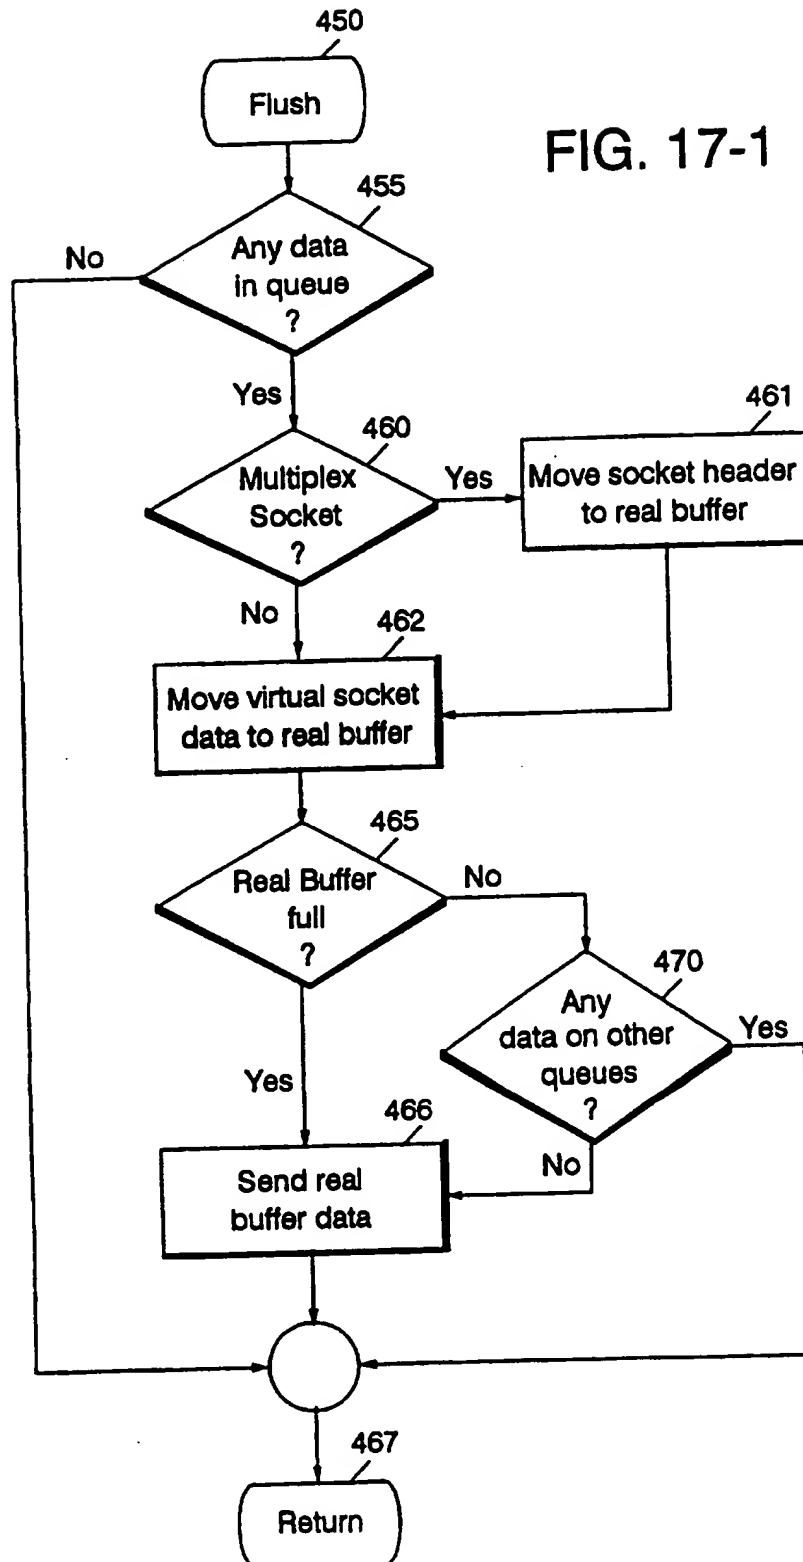 450
Flush
FIG. 17-1
455
Any data
in queue
?
No
Yes
460
Multiplex
Socket
?
Yes
461
Move socket header
to real buffer
No
462
Move virtual socket
data to real buffer
465
Real Buffer
full
?
No
470
Any
data on other
queues
?
Yes
Yes
466
No
Send real
buffer data
467
Return